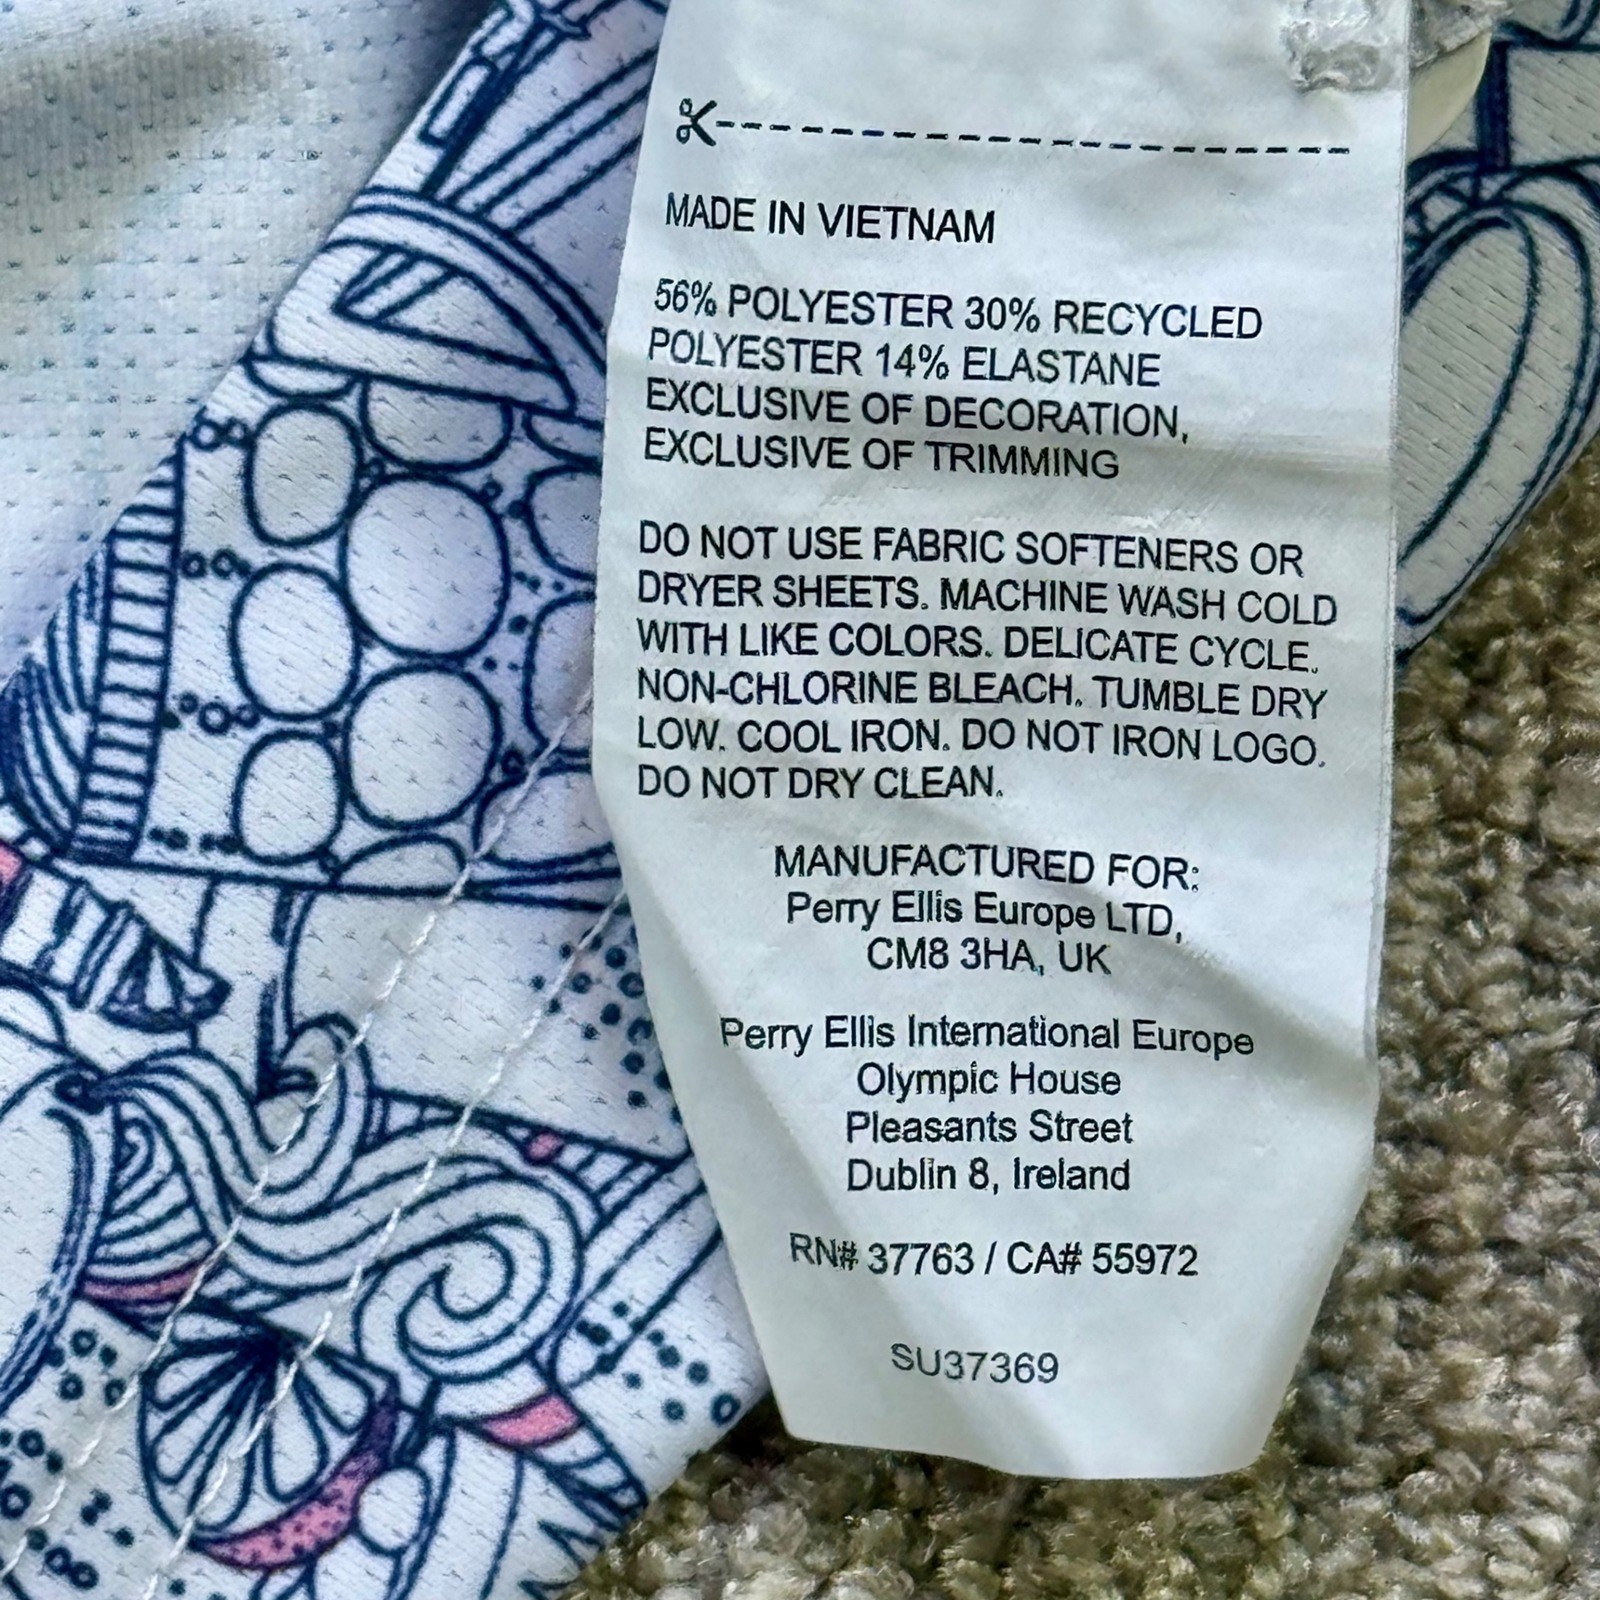 MADE IN VIETNAM
56% POLYESTER 30% RECYCLED
POLYESTER 14% ELASTANE
EXCLUSIVE OF DECORATION,
EXCLUSIVE OF TRIMMING
DO NOT USE FABRIC SOFTENERS OR
DRYER SHEETS. MACHINE WASH COLD
WITH LIKE COLORS. DELICATE CYCLE.
NON-CHLORINE BLEACH. TUMBLE DRY
LOW. COOL IRON. DO NOT IRON LOGO.
DO NOT DRY CLEAN.
MANUFACTURED FOR:
Perry Ellis Europe LTD,
CM8 3HA, UK
Perry Ellis International Europe
Olympic House
Pleasants Street
Dublin 8, Ireland
RN# 37763 / CA# 55972
SU37369